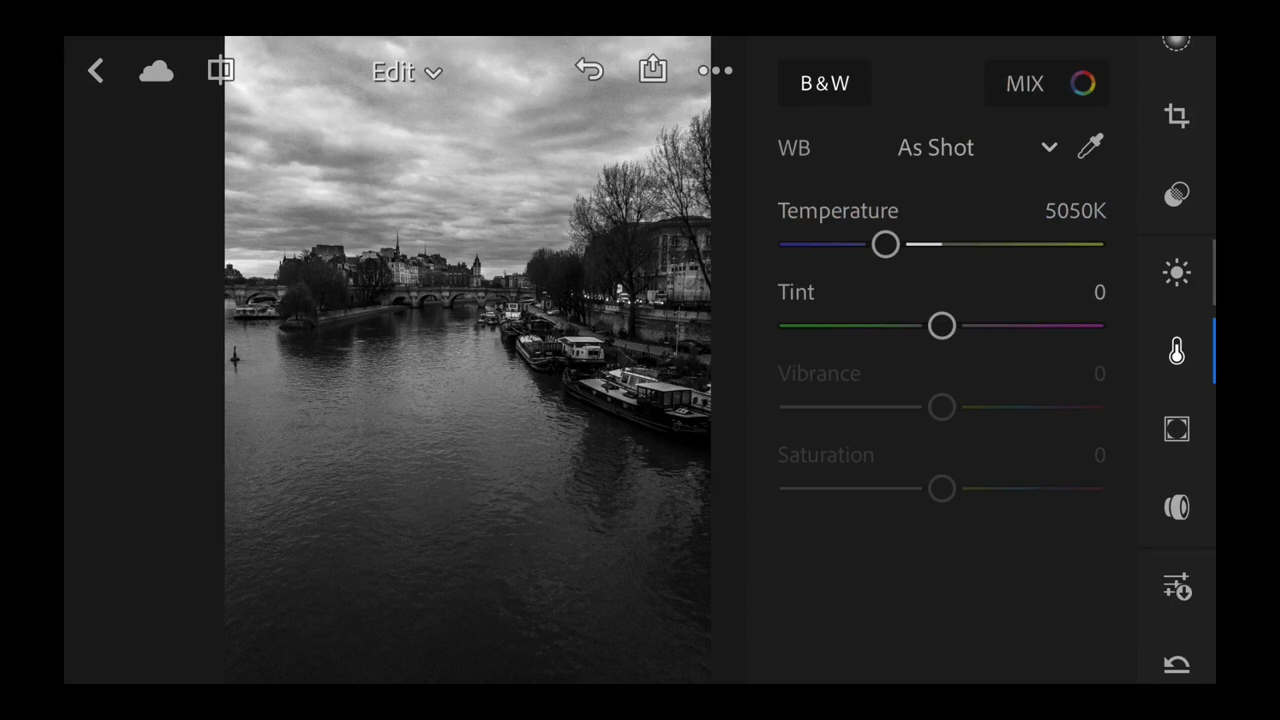 Edit
B&W
MIX
WB As Shot
Temperature 5050K
Tint 0
Vibrance 0
Saturation 0